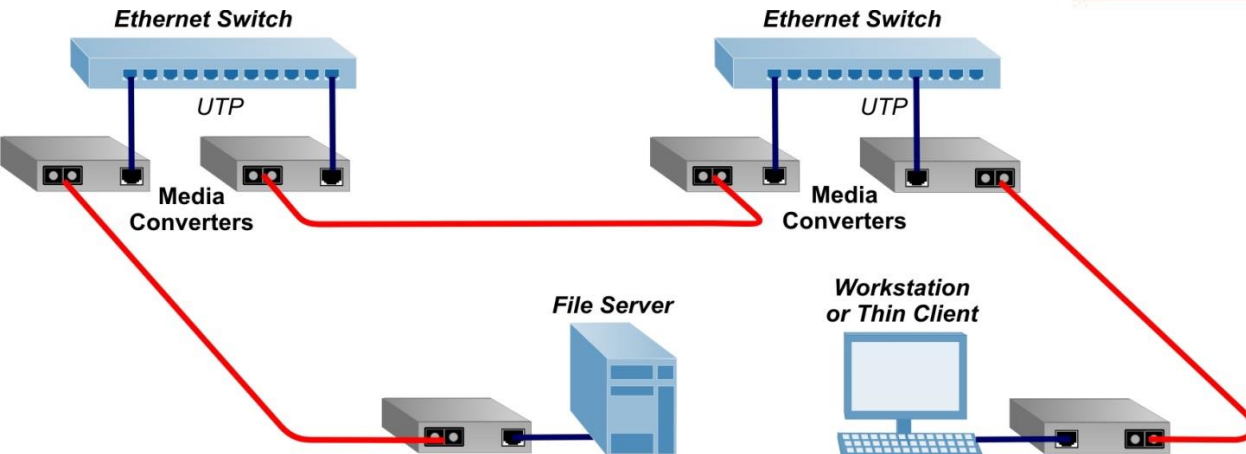 Ethernet Switch
Ethernet Switch
UTP
UTP
Media
Converters
Media
Converters
File Server
Workstation
or Thin Client